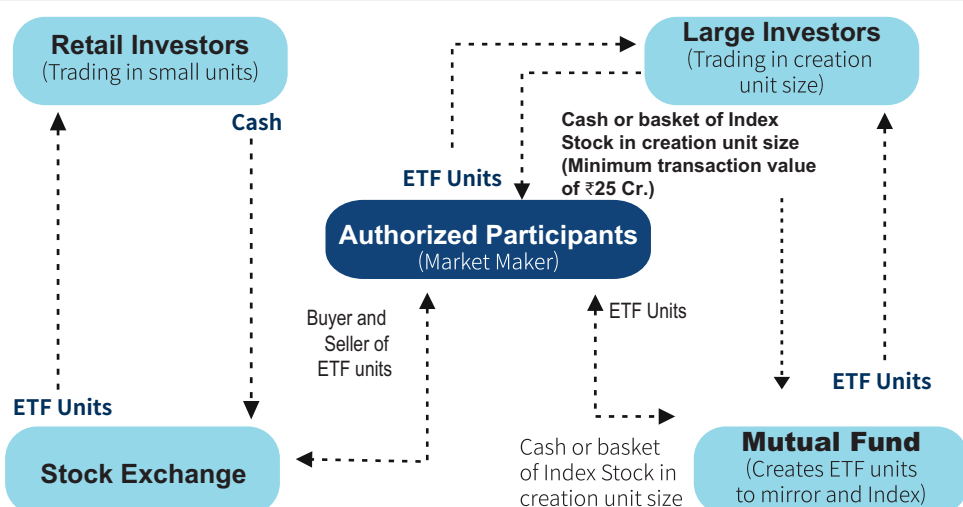 Retail Investors
(Trading in small units)
Large Investors
(Trading in creation
unit size)
Cash
Cash or basket of Index
Stock in creation unit size
(Minimum transaction value
of ₹25 Cr.)
ETF Units
Authorized Participants
(Market Maker)
Buyer and
Seller of
ETF units
ETF Units
ETF Units
ETF Units
Stock Exchange
Cash or basket
of Index Stock in
creation unit size
Mutual Fund
(Creates ETF units
to mirror and Index)